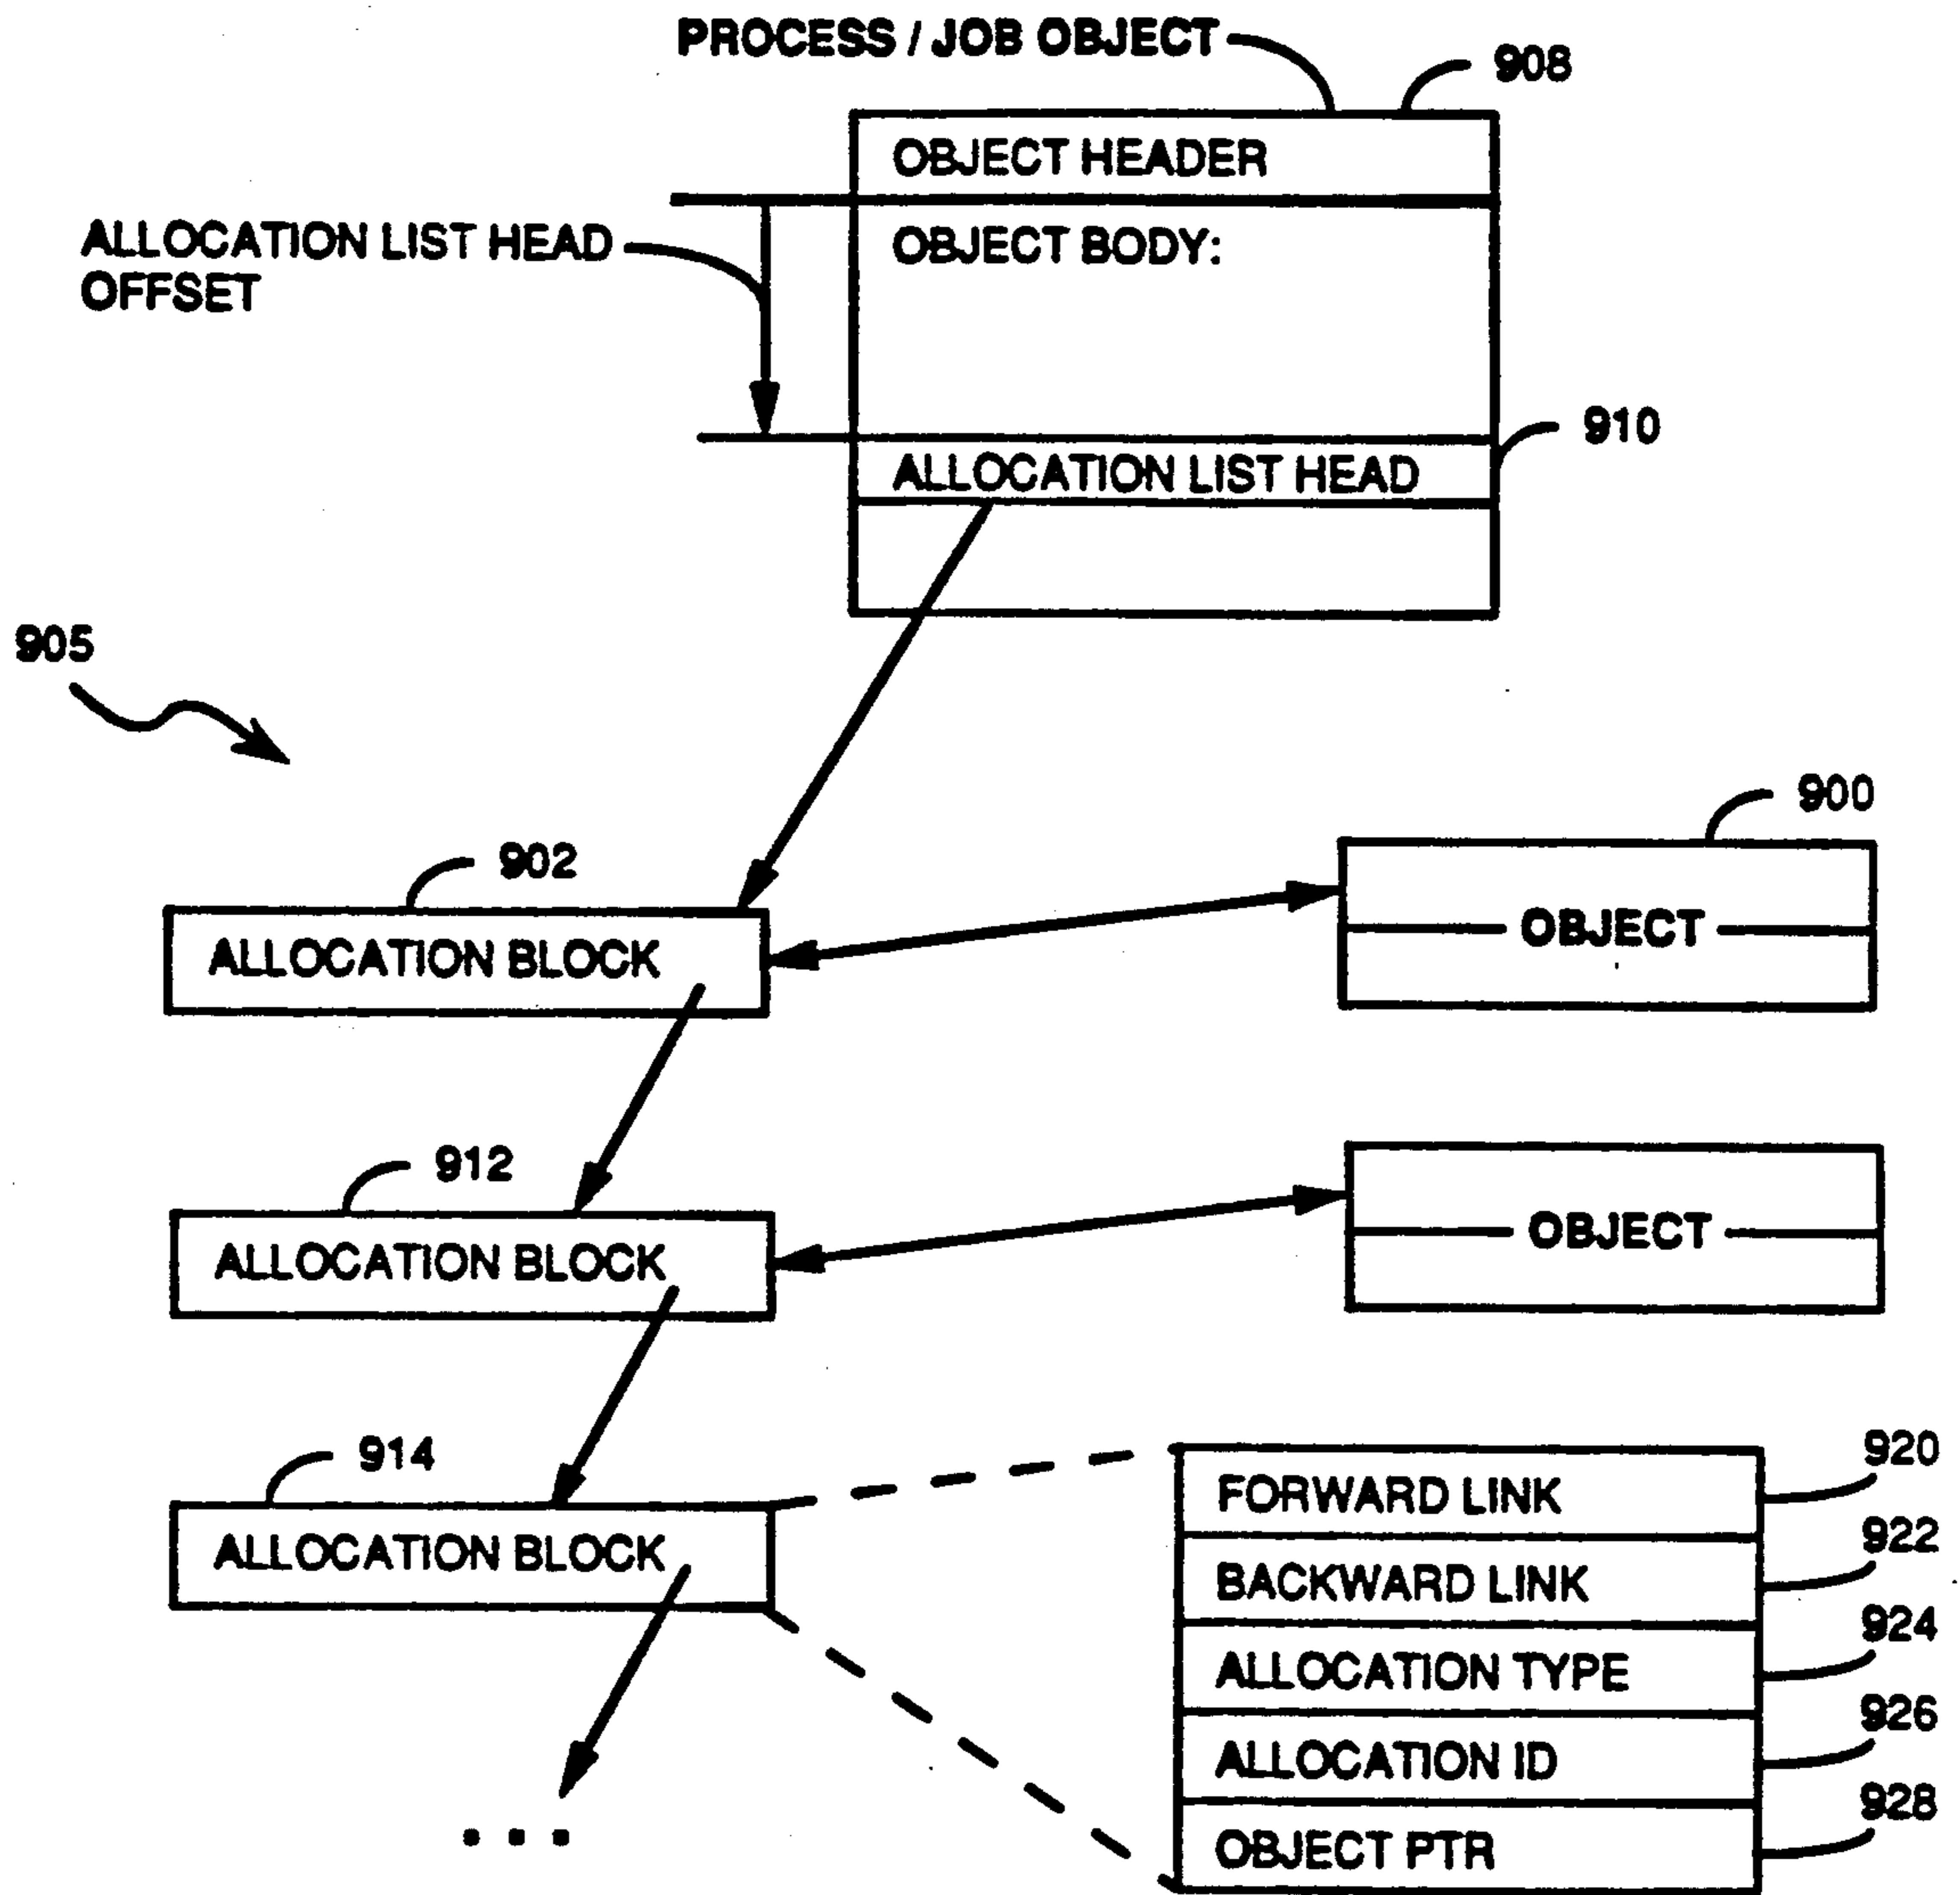 PROCESS / JOB OBJECT
908
OBJECT HEADER
ALLOCATION LIST HEAD
OFFSET
OBJECT BODY:
910
ALLOCATION LIST HEAD
905
900
902
OBJECT
ALLOCATION BLOCK
912
OBJECT
ALLOCATION BLOCK
914
ALLOCATION BLOCK
920
FORWARD LINK
922
BACKWARD LINK
924
ALLOCATION TYPE
926
ALLOCATION ID
928
OBJECT PTR
...